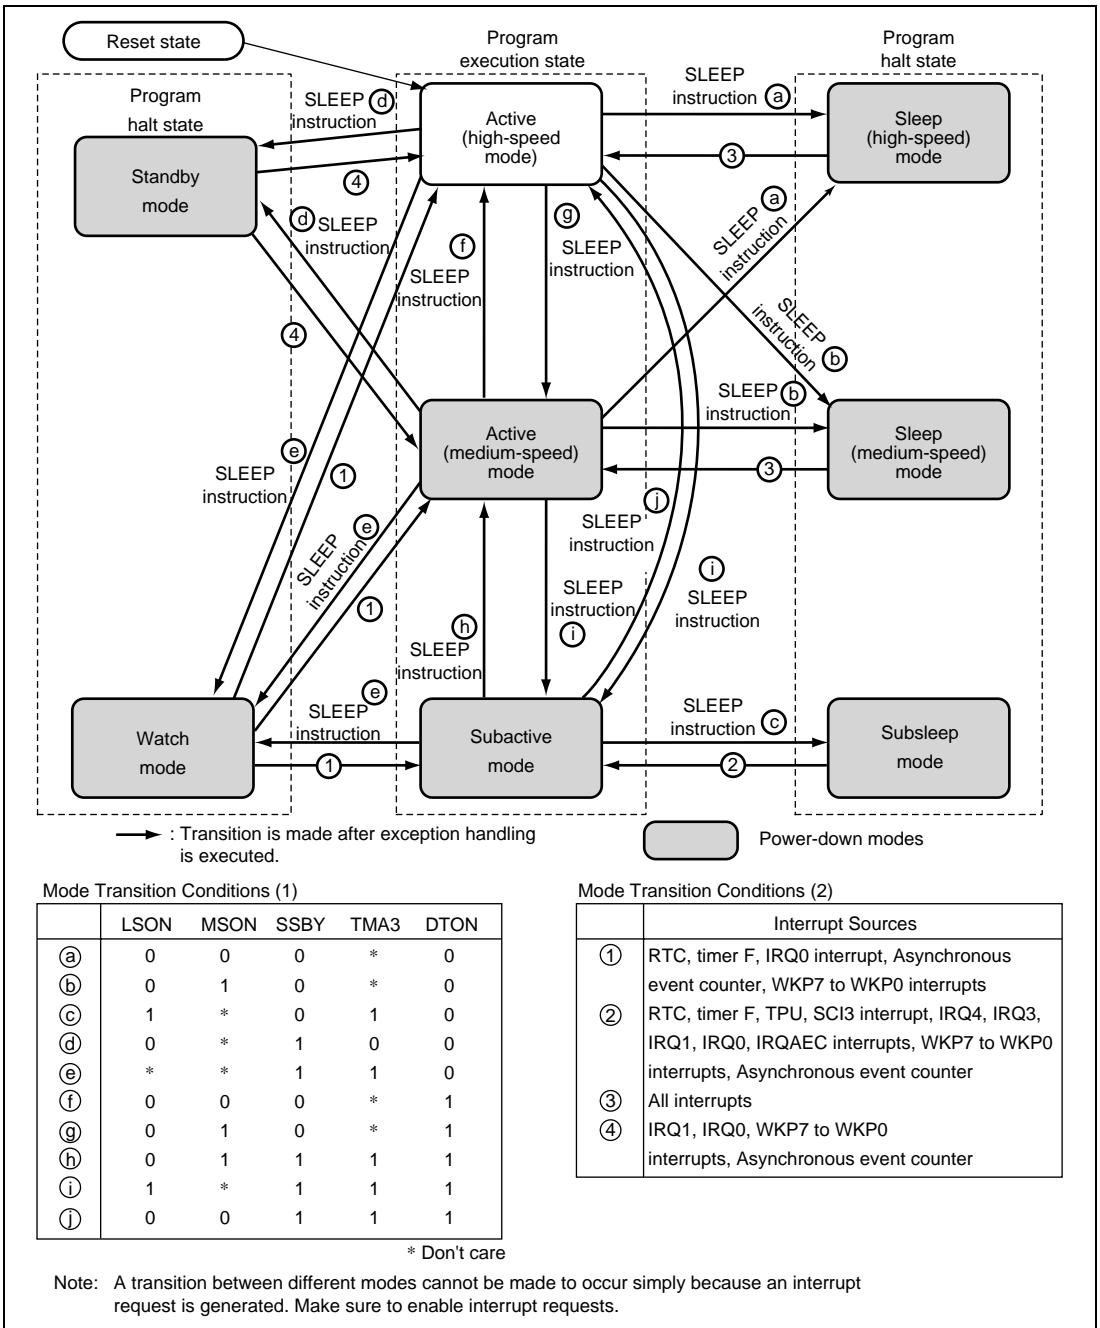 Reset state
Program
execution state
Program
halt state
Program
halt state
SLEEP ⓓ
instruction
Active
(high-speed
mode)
SLEEP
instruction ⓐ
Sleep
(high-speed)
mode
Standby
mode
④
③
ⓓ SLEEP
instruction
ⓕ
SLEEP
instruction
ⓖ
SLEEP
instruction
SLEEP ⓐ
instruction
SLEEP
instruction ⓑ
④
Active
(medium-speed)
mode
SLEEP ⓑ
instruction
Sleep
(medium-speed)
mode
③
ⓔ
SLEEP
instruction
①
SLEEP ⓔ
instruction
①
ⓙ
SLEEP
instruction
ⓘ
SLEEP
instruction
SLEEP
instruction
ⓘ
ⓗ
SLEEP
instruction
ⓔ
SLEEP
instruction
Watch
mode
①
Subactive
mode
SLEEP
instruction ⓒ
②
Subsleep
mode
: Transition is made after exception handling
is executed.
Power-down modes
Mode Transition Conditions (1)
LSON MSON SSBY TMA3 DTON
ⓐ 0 0 0 * 0
ⓑ 0 1 0 * 0
ⓒ 1 * 0 1 0
ⓓ 0 * 1 0 0
ⓔ * * 1 1 0
ⓕ 0 0 0 * 1
ⓖ 0 1 0 * 1
ⓗ 0 1 1 1 1
ⓘ 1 * 1 1 1
ⓙ 0 0 1 1 1
* Don't care
Mode Transition Conditions (2)
Interrupt Sources
① RTC, timer F, IRQ0 interrupt, Asynchronous
event counter, WKP7 to WKP0 interrupts
② RTC, timer F, TPU, SCI3 interrupt, IRQ4, IRQ3,
IRQ1, IRQ0, IRQAEC interrupts, WKP7 to WKP0
interrupts, Asynchronous event counter
③ All interrupts
④ IRQ1, IRQ0, WKP7 to WKP0
interrupts, Asynchronous event counter
Note: A transition between different modes cannot be made to occur simply because an interrupt
request is generated. Make sure to enable interrupt requests.